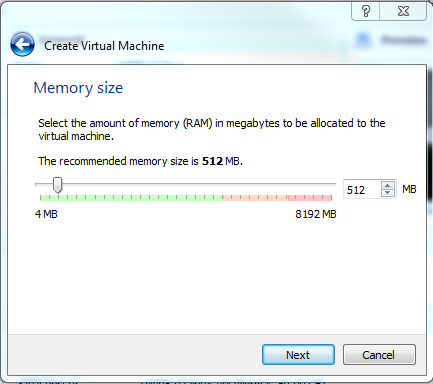 Create Virtual Machine
Memory size
Select the amount of memory (RAM) in megabytes to be allocated to the
virtual machine.
The recommended memory size is 512 MB.
512 MB
4 MB 8192 MB
Next Cancel